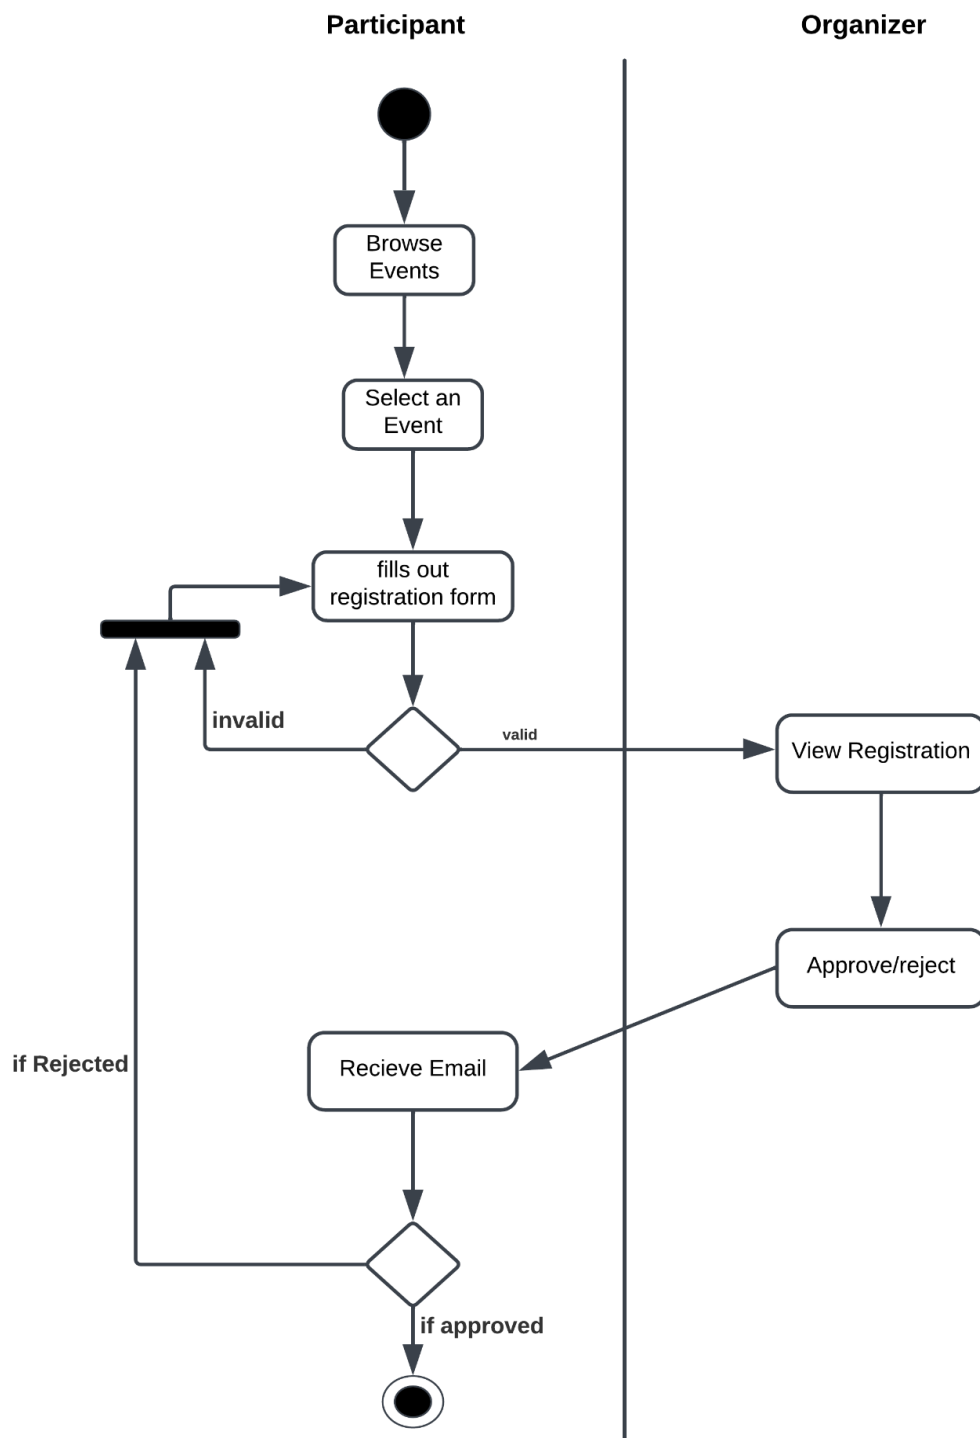 Participant
Organizer
Browse
Events
Select an
Event
fills out
registration form
invalid
valid
View Registration
Approve/reject
if Rejected
Recieve Email
if approved